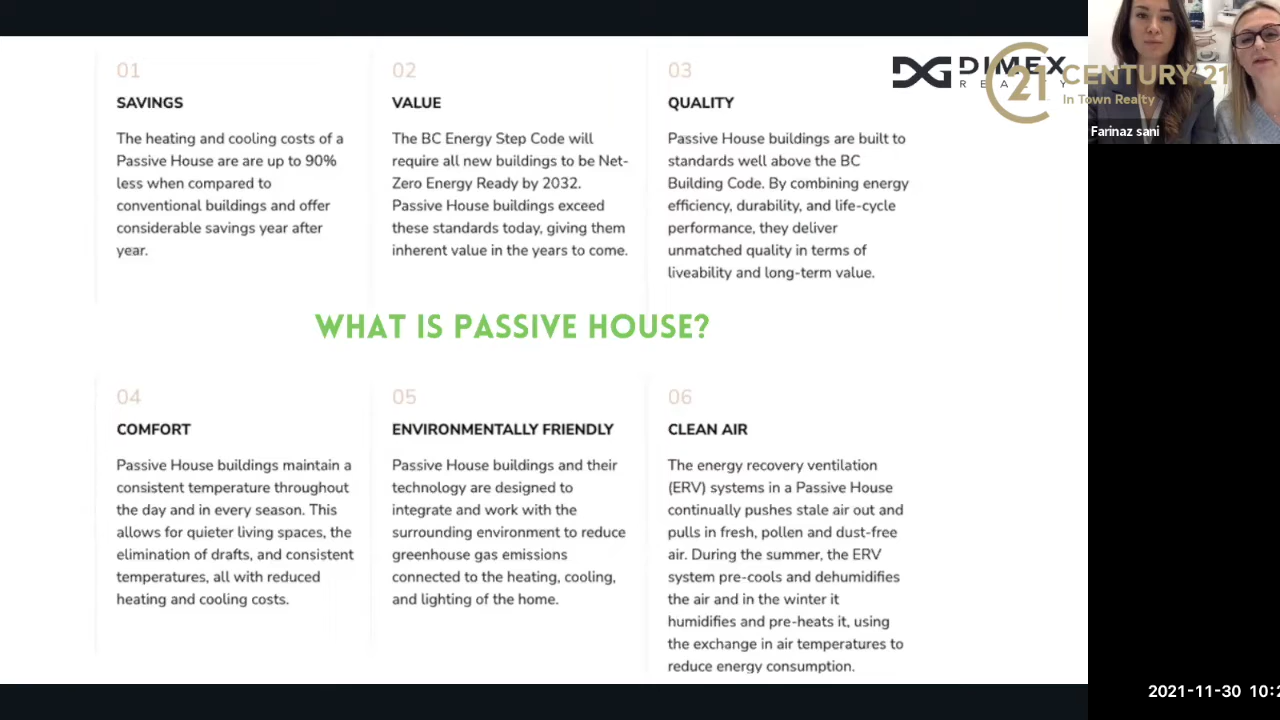 01
SAVINGS
The heating and cooling costs of a
Passive House are are up to 90%
less when compared to
conventional buildings and offer
considerable savings year after
year.
02
VALUE
The BC Energy Step Code will
require all new buildings to be Net-
Zero Energy Ready by 2032.
Passive House buildings exceed
these standards today, giving them
inherent value in the years to come.
03
QUALITY
Passive House buildings are built to
standards well above the BC
Building Code. By combining energy
efficiency, durability, and life-cycle
performance, they deliver
unmatched quality in terms of
liveability and long-term value.
DIMEX
REALTY
21
CENTURY 21
In Town Realty
Farinaz sani
WHAT IS PASSIVE HOUSE?
04
COMFORT
Passive House buildings maintain a
consistent temperature throughout
the day and in every season. This
allows for quieter living spaces, the
elimination of drafts, and consistent
temperatures, all with reduced
heating and cooling costs.
05
ENVIRONMENTALLY FRIENDLY
Passive House buildings and their
technology are designed to
integrate and work with the
surrounding environment to reduce
greenhouse gas emissions
connected to the heating, cooling,
and lighting of the home.
06
CLEAN AIR
The energy recovery ventilation
(ERV) systems in a Passive House
continually pushes stale air out and
pulls in fresh, pollen and dust-free
air. During the summer, the ERV
system pre-cools and dehumidifies
the air and in the winter it
humidifies and pre-heats it, using
the exchange in air temperatures to
reduce energy consumption.
2021-11-30